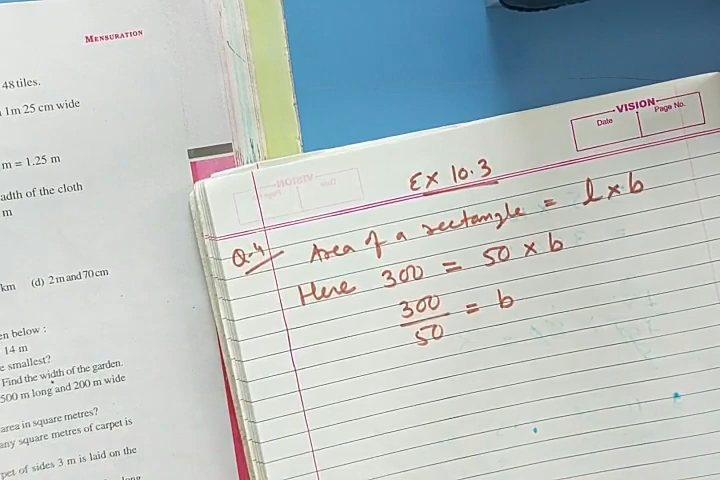 MENSURATION
48 tiles.
1m 25 cm wide
m = 1.25 m
adth of the cloth
m
km (d) 2 m and 70 cm
en below :
14 m
e smallest?
Find the width of the garden.
500 m long and 200 m wide
area in square metres?
any square metres of carpet is
pet of sides 3 m is laid on the
long
VISION
Date Page No.
Ex 10.3
Q.4 Area of a rectangle = l × b
Here 300 = 50 × b
300/50 = b